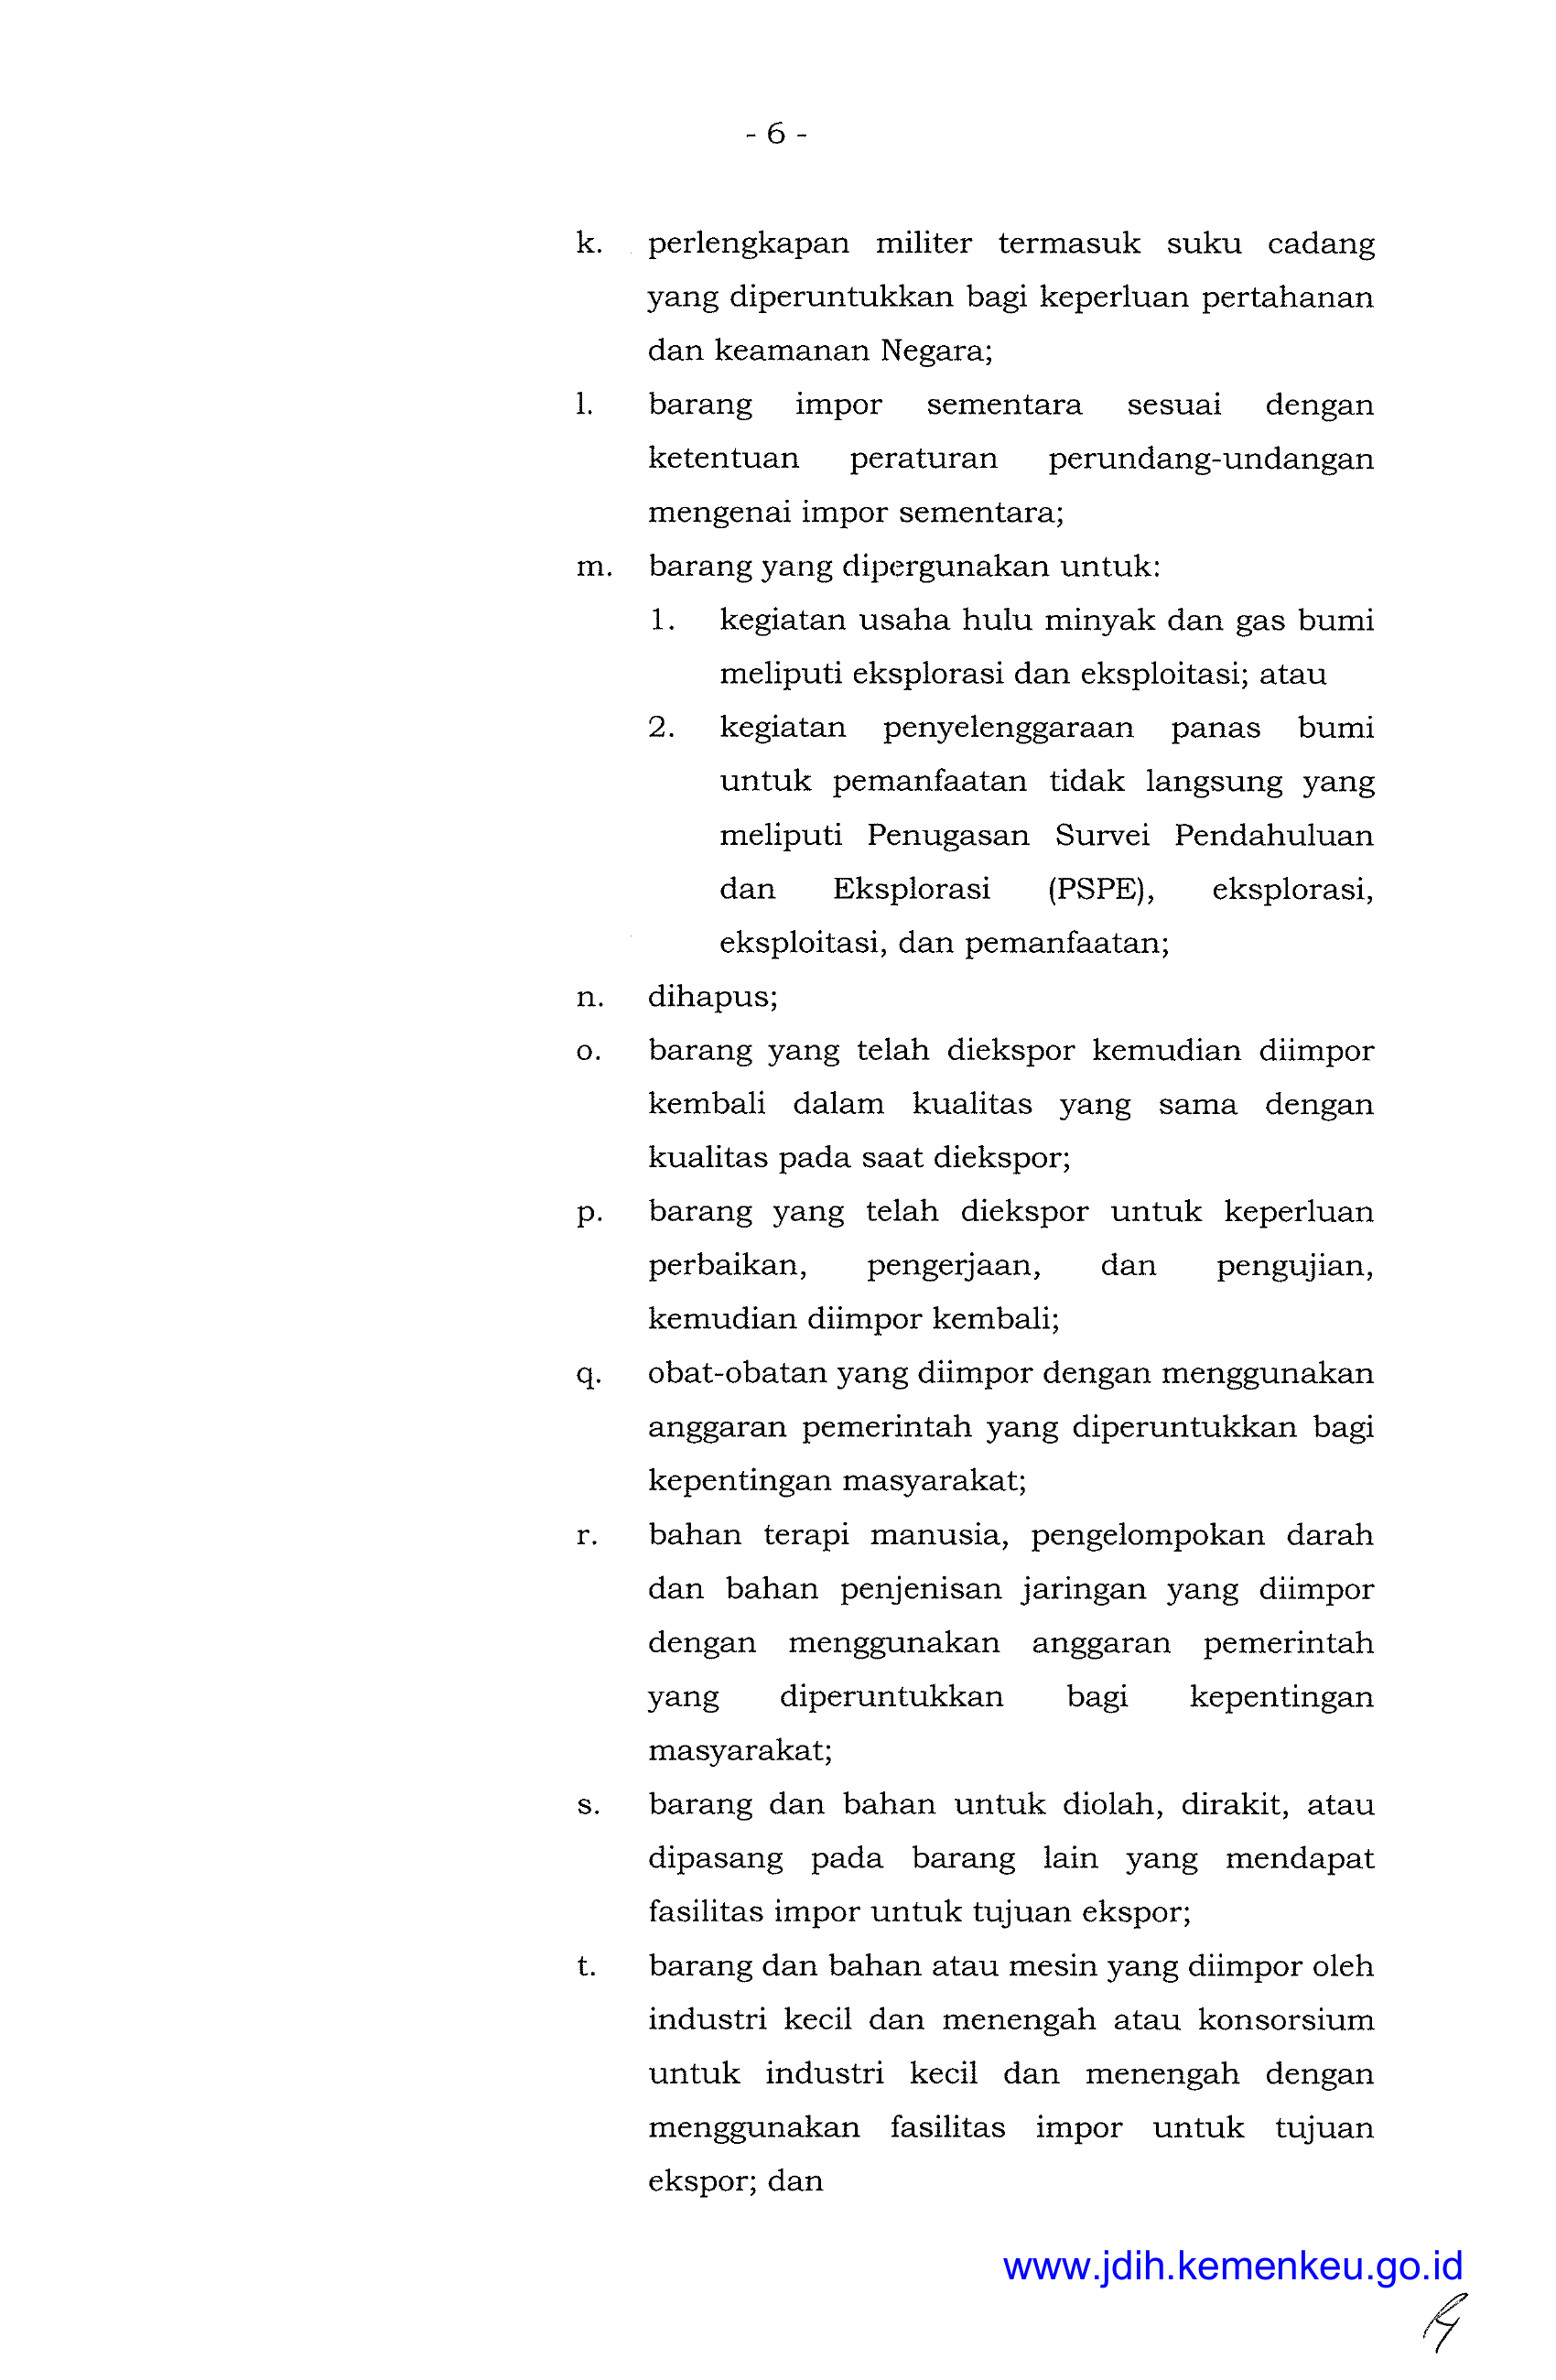 - 6 -
k. perlengkapan militer termasuk suku cadang
yang diperuntukkan bagi keperluan pertahanan
dan keamanan Negara;
l. barang impor sementara sesuai dengan
ketentuan peraturan perundang-undangan
mengenai impor sementara;
m. barang yang dipergunakan untuk:
1. kegiatan usaha hulu minyak dan gas bumi
meliputi eksplorasi dan eksploitasi; atau
2. kegiatan penyelenggaraan panas bumi
untuk pemanfaatan tidak langsung yang
meliputi Penugasan Survei Pendahuluan
dan Eksplorasi (PSPE), eksplorasi,
eksploitasi, dan pemanfaatan;
n. dihapus;
o. barang yang telah diekspor kemudian diimpor
kembali dalam kualitas yang sama dengan
kualitas pada saat diekspor;
p. barang yang telah diekspor untuk keperluan
perbaikan, pengerjaan, dan pengujian,
kemudian diimpor kembali;
q. obat-obatan yang diimpor dengan menggunakan
anggaran pemerintah yang diperuntukkan bagi
kepentingan masyarakat;
r. bahan terapi manusia, pengelompokan darah
dan bahan penjenisan jaringan yang diimpor
dengan menggunakan anggaran pemerintah
yang diperuntukkan bagi kepentingan
masyarakat;
s. barang dan bahan untuk diolah, dirakit, atau
dipasang pada barang lain yang mendapat
fasilitas impor untuk tujuan ekspor;
t. barang dan bahan atau mesin yang diimpor oleh
industri kecil dan menengah atau konsorsium
untuk industri kecil dan menengah dengan
menggunakan fasilitas impor untuk tujuan
ekspor; dan
www.jdih.kemenkeu.go.id